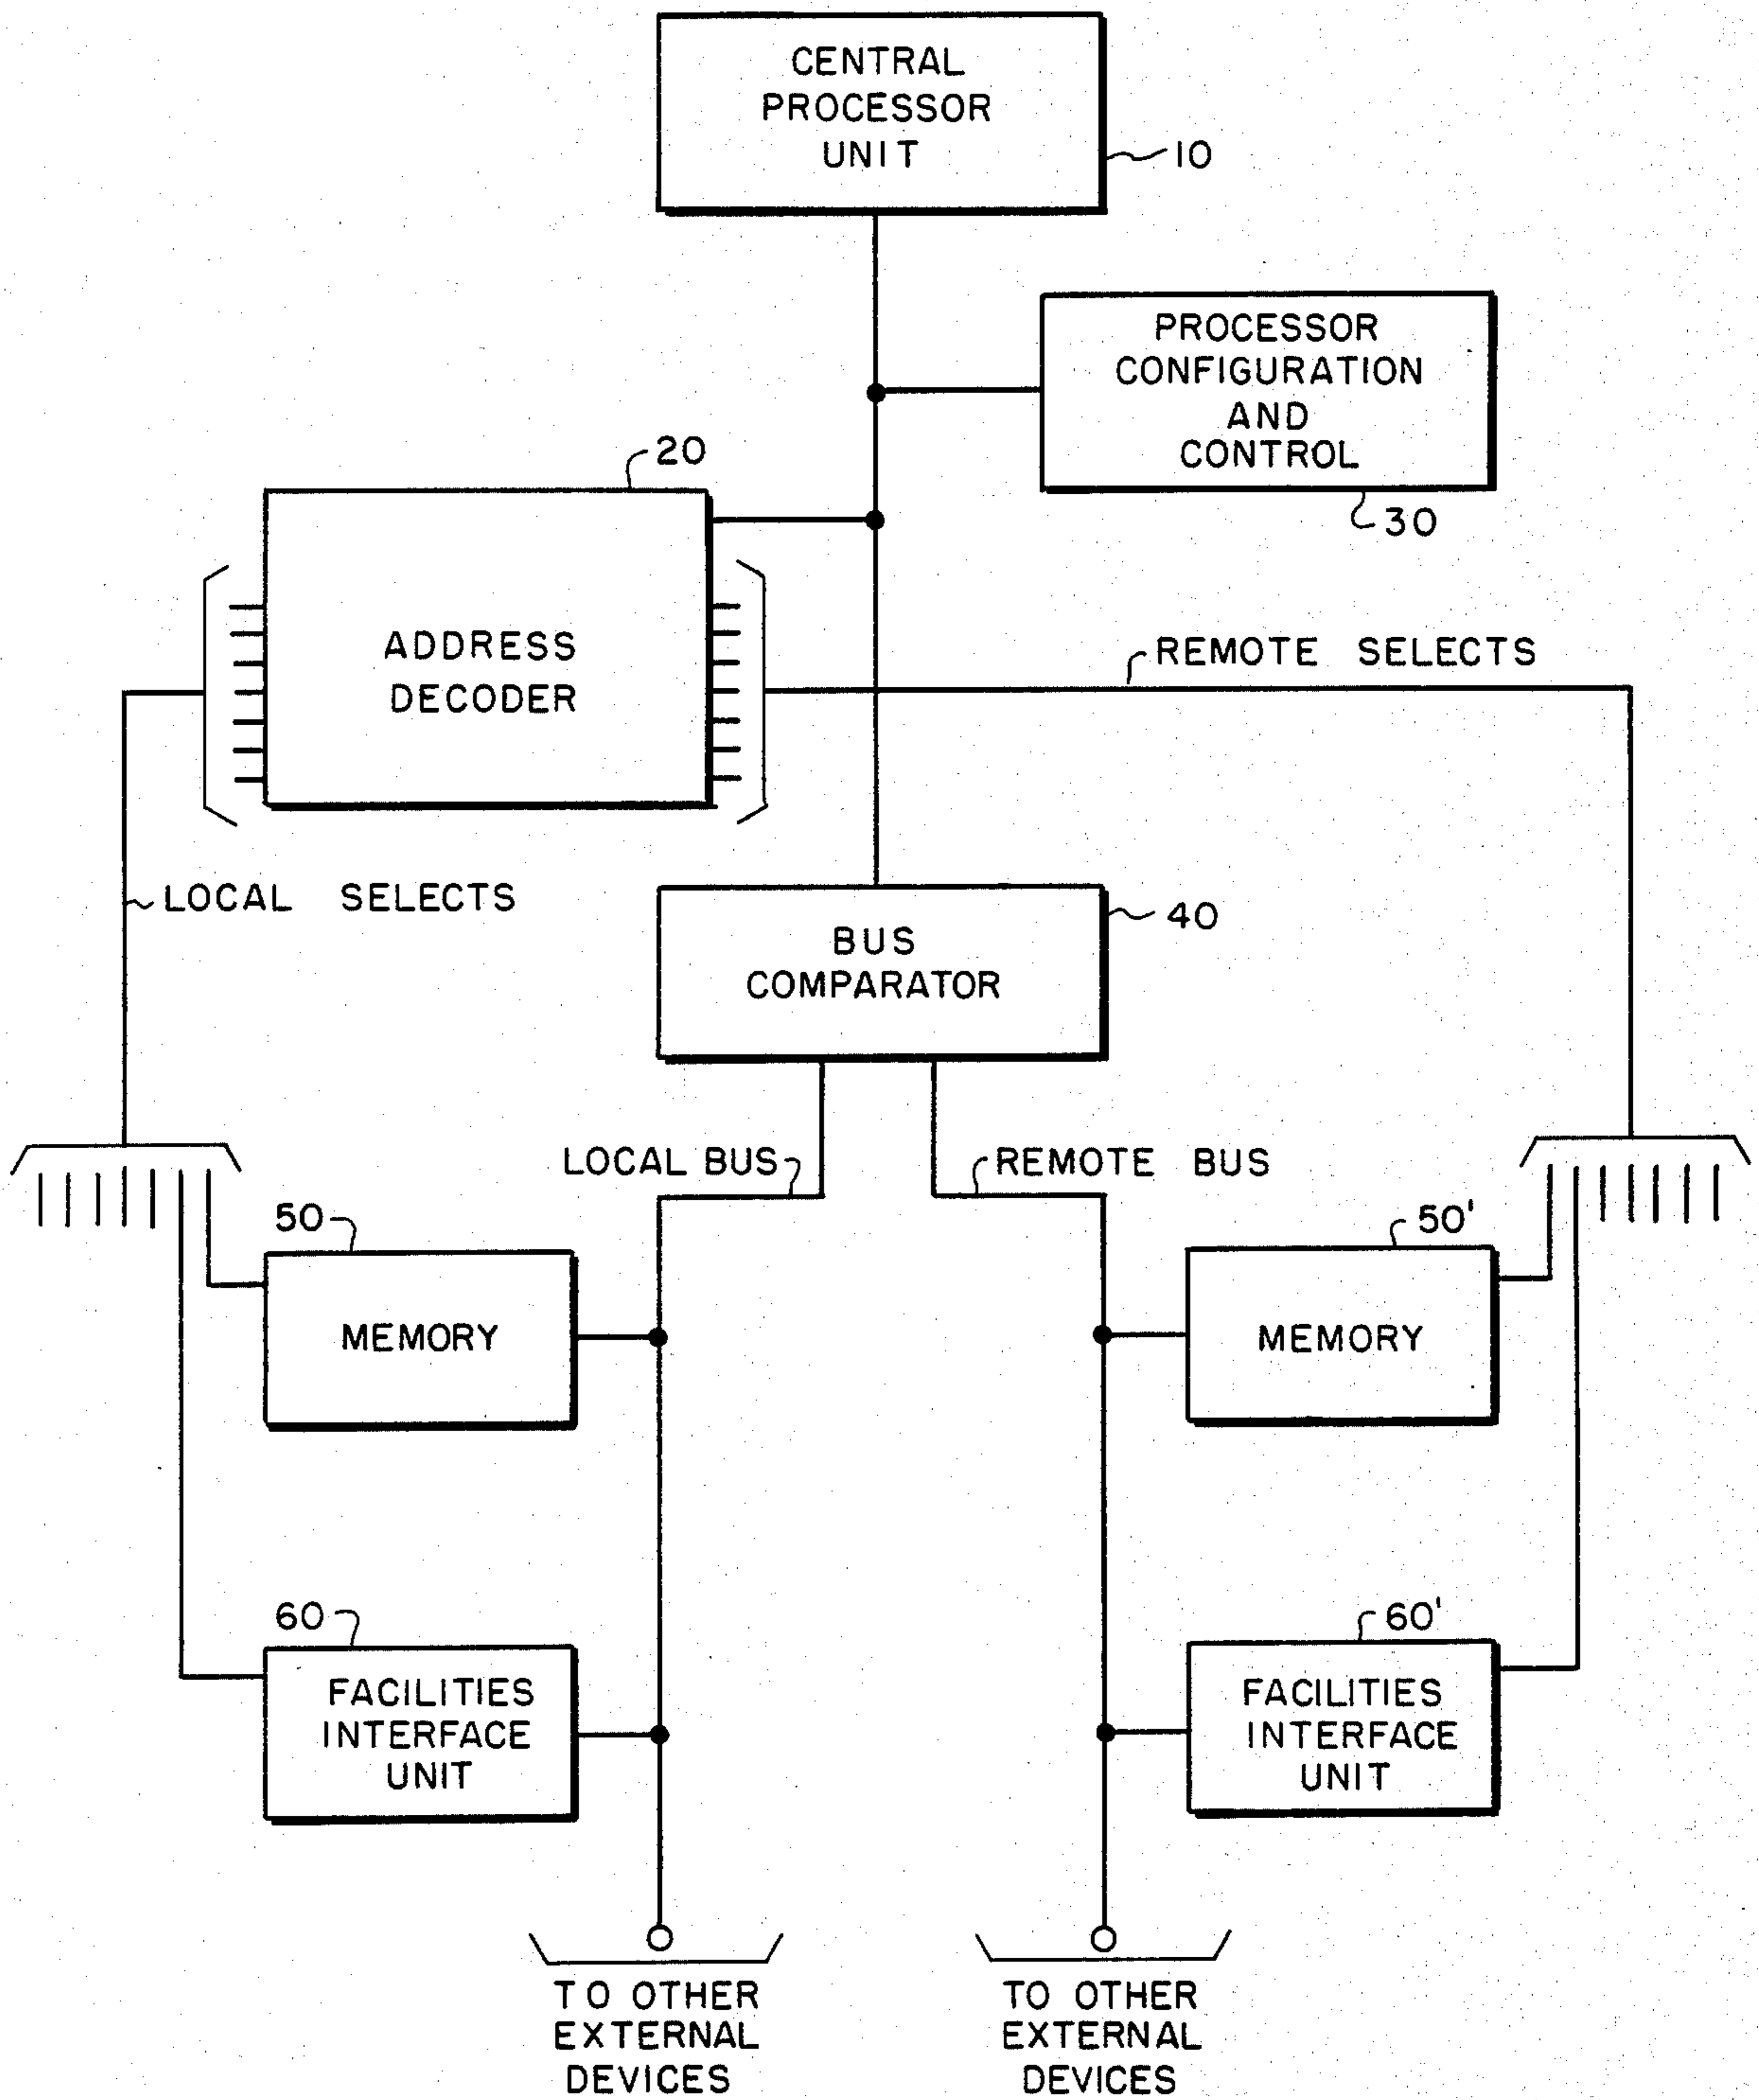 CENTRAL
PROCESSOR
UNIT
10
PROCESSOR
CONFIGURATION
AND
CONTROL
30
20
ADDRESS
DECODER
REMOTE SELECTS
LOCAL SELECTS
40
BUS
COMPARATOR
LOCAL BUS
REMOTE BUS
50
MEMORY
50'
MEMORY
60
FACILITIES
INTERFACE
UNIT
60'
FACILITIES
INTERFACE
UNIT
TO OTHER
EXTERNAL
DEVICES
TO OTHER
EXTERNAL
DEVICES